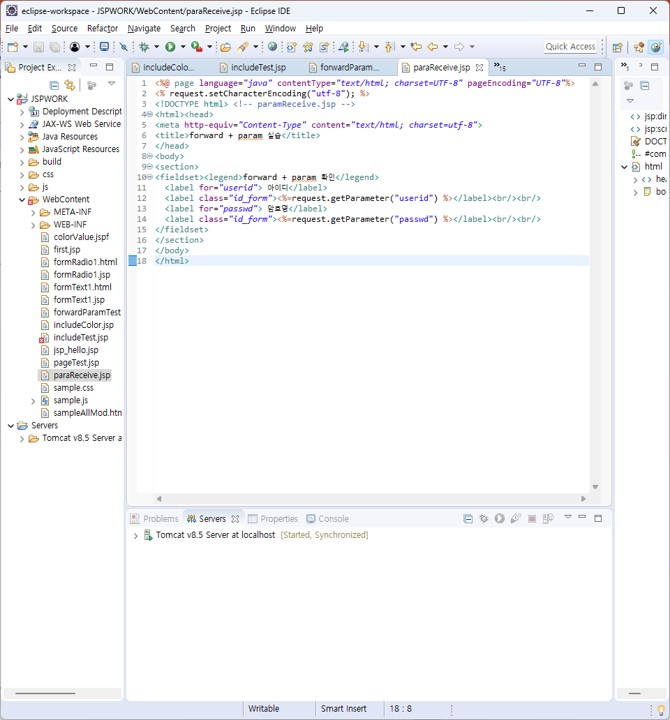 eclipse-workspace - JSPWORK/WebContent/paraReceive.jsp - Eclipse IDE
File Edit Source Refactor Navigate Search Project Run Window Help
Quick Access
Project Ex...
JSPWORK
Deployment Descript
JAX-WS Web Service
Java Resources
JavaScript Resources
build
css
js
WebContent
META-INF
WEB-INF
colorValue.jspf
first.jsp
formRadio1.html
formRadio1.jsp
formText1.html
formText1.jsp
forwardParamTest
includeColor.jsp
includeTest.jsp
jsp_hello.jsp
pageTest.jsp
paraReceive.jsp
sample.css
sample.js
sampleAllMod.htn
Servers
Tomcat v8.5 Server a
includeColo... includeTest.jsp forwardParam... paraReceive.jsp »15
1 <%@ page language="java" contentType="text/html; charset=UTF-8" pageEncoding="UTF-8"%>
2 <% request.setCharacterEncoding("utf-8"); %>
3 <!DOCTYPE html> <!-- paramReceive.jsp -->
4 <html><head>
5 <meta http-equiv="Content-Type" content="text/html; charset=utf-8">
6 <title>forward + param 실습</title>
7 </head>
8 <body>
9 <section>
10 <fieldset><legend>forward + param 확인</legend>
11 <label for="userid"> 아이디</label>
12 <label class="id_form"><%=request.getParameter("userid") %></label><br/><br/>
13 <label for="passwd"> 암호명</label>
14 <label class="id_form"><%=request.getParameter("passwd") %></label><br/><br/>
15 </fieldset>
16 </section>
17 </body>
18 </html>
»1
jsp:dir
jsp:scr
DOCT
#com
html
hea
bo
Problems Servers Properties Console
Tomcat v8.5 Server at localhost [Started, Synchronized]
Writable Smart Insert 18 : 8